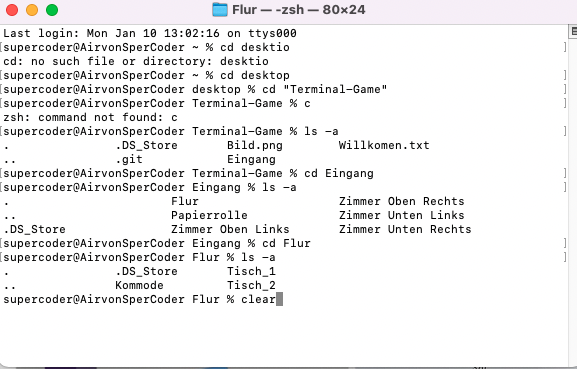 Flur — -zsh — 80×24
Last login: Mon Jan 10 13:02:16 on ttys000
[supercoder@AirvonSperCoder ~ % cd desktio ]
cd: no such file or directory: desktio
[supercoder@AirvonSperCoder ~ % cd desktop ]
[supercoder@AirvonSperCoder desktop % cd "Terminal-Game" ]
[supercoder@AirvonSperCoder Terminal-Game % c ]
zsh: command not found: c
[supercoder@AirvonSperCoder Terminal-Game % ls -a ]
. .DS_Store Bild.png Willkomen.txt
.. .git Eingang
[supercoder@AirvonSperCoder Terminal-Game % cd Eingang ]
[supercoder@AirvonSperCoder Eingang % ls -a ]
. Flur Zimmer Oben Rechts
.. Papierrolle Zimmer Unten Links
.DS_Store Zimmer Oben Links Zimmer Unten Rechts
[supercoder@AirvonSperCoder Eingang % cd Flur ]
[supercoder@AirvonSperCoder Flur % ls -a ]
. .DS_Store Tisch_1
.. Kommode Tisch_2
supercoder@AirvonSperCoder Flur % clear